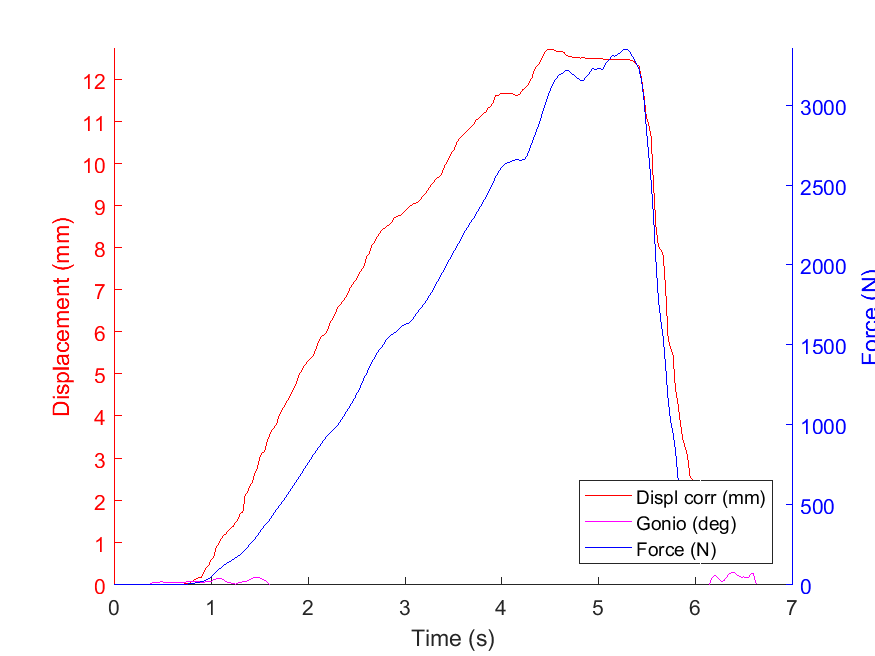 Displacement (mm)
12
11
10
9
8
7
6
5
4
3
2
1
0
3000
2500
2000
1500
1000
500
0
Force (N)
Displ corr (mm)
Gonio (deg)
Force (N)
0 1 2 3 4 5 6 7
Time (s)